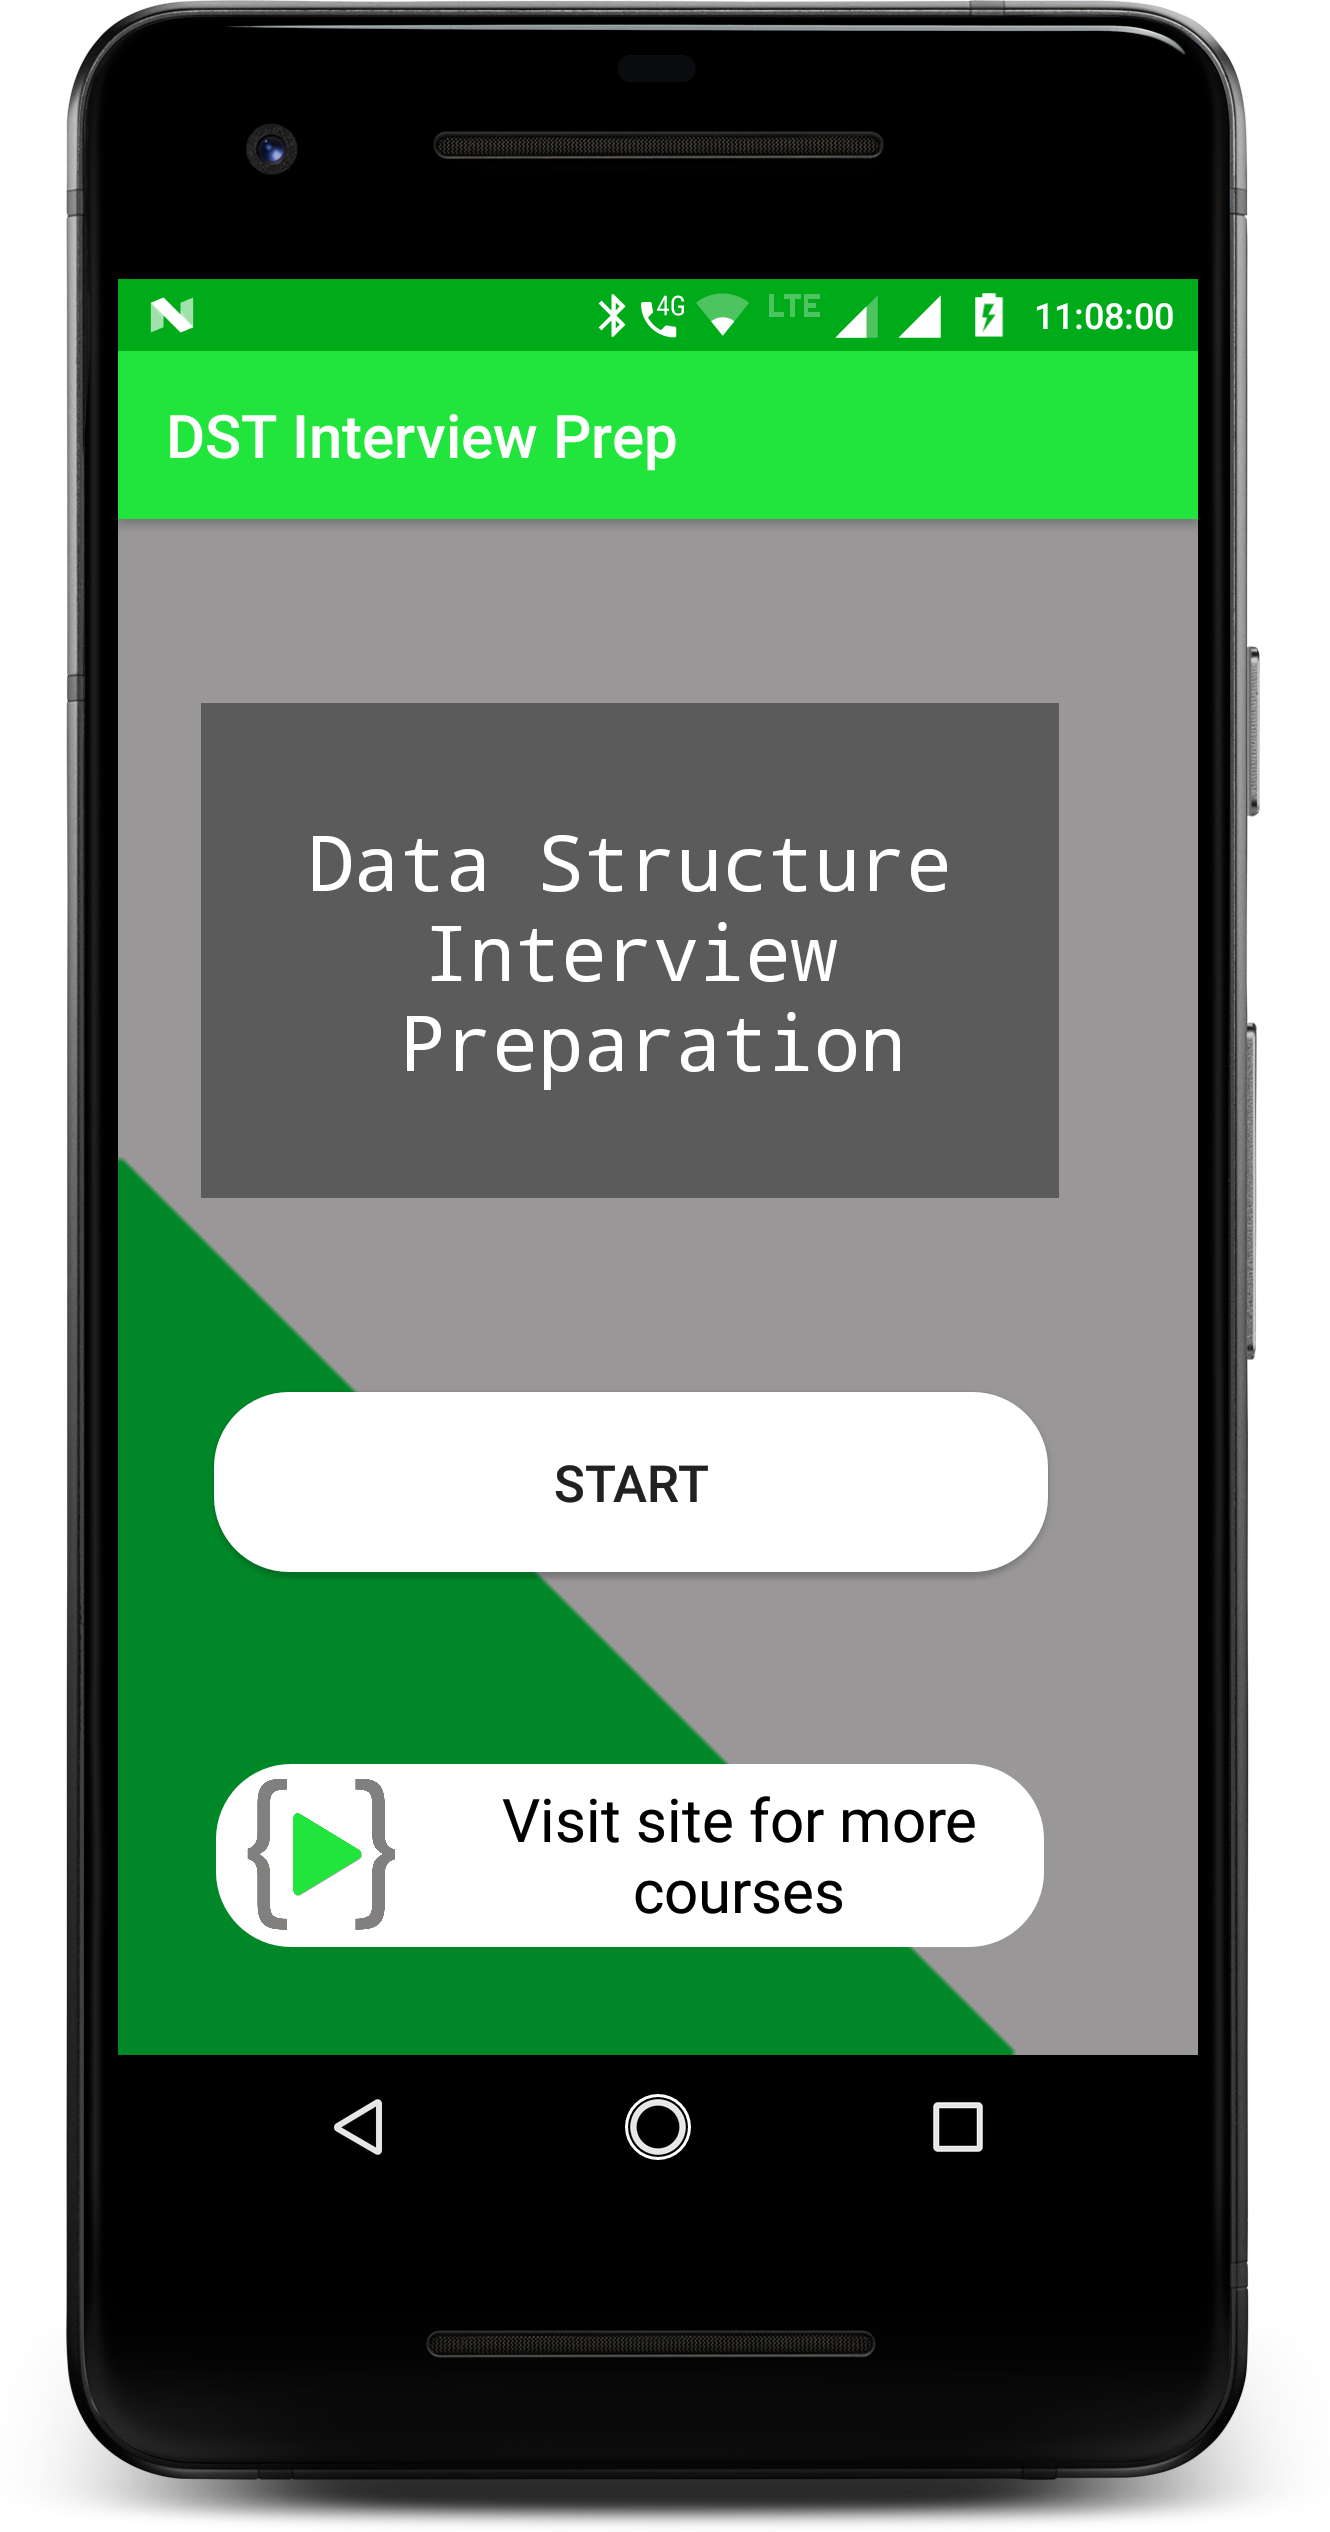 4G LTE 11:08:00
DST Interview Prep
Data Structure
Interview
Preparation
START
Visit site for more
courses